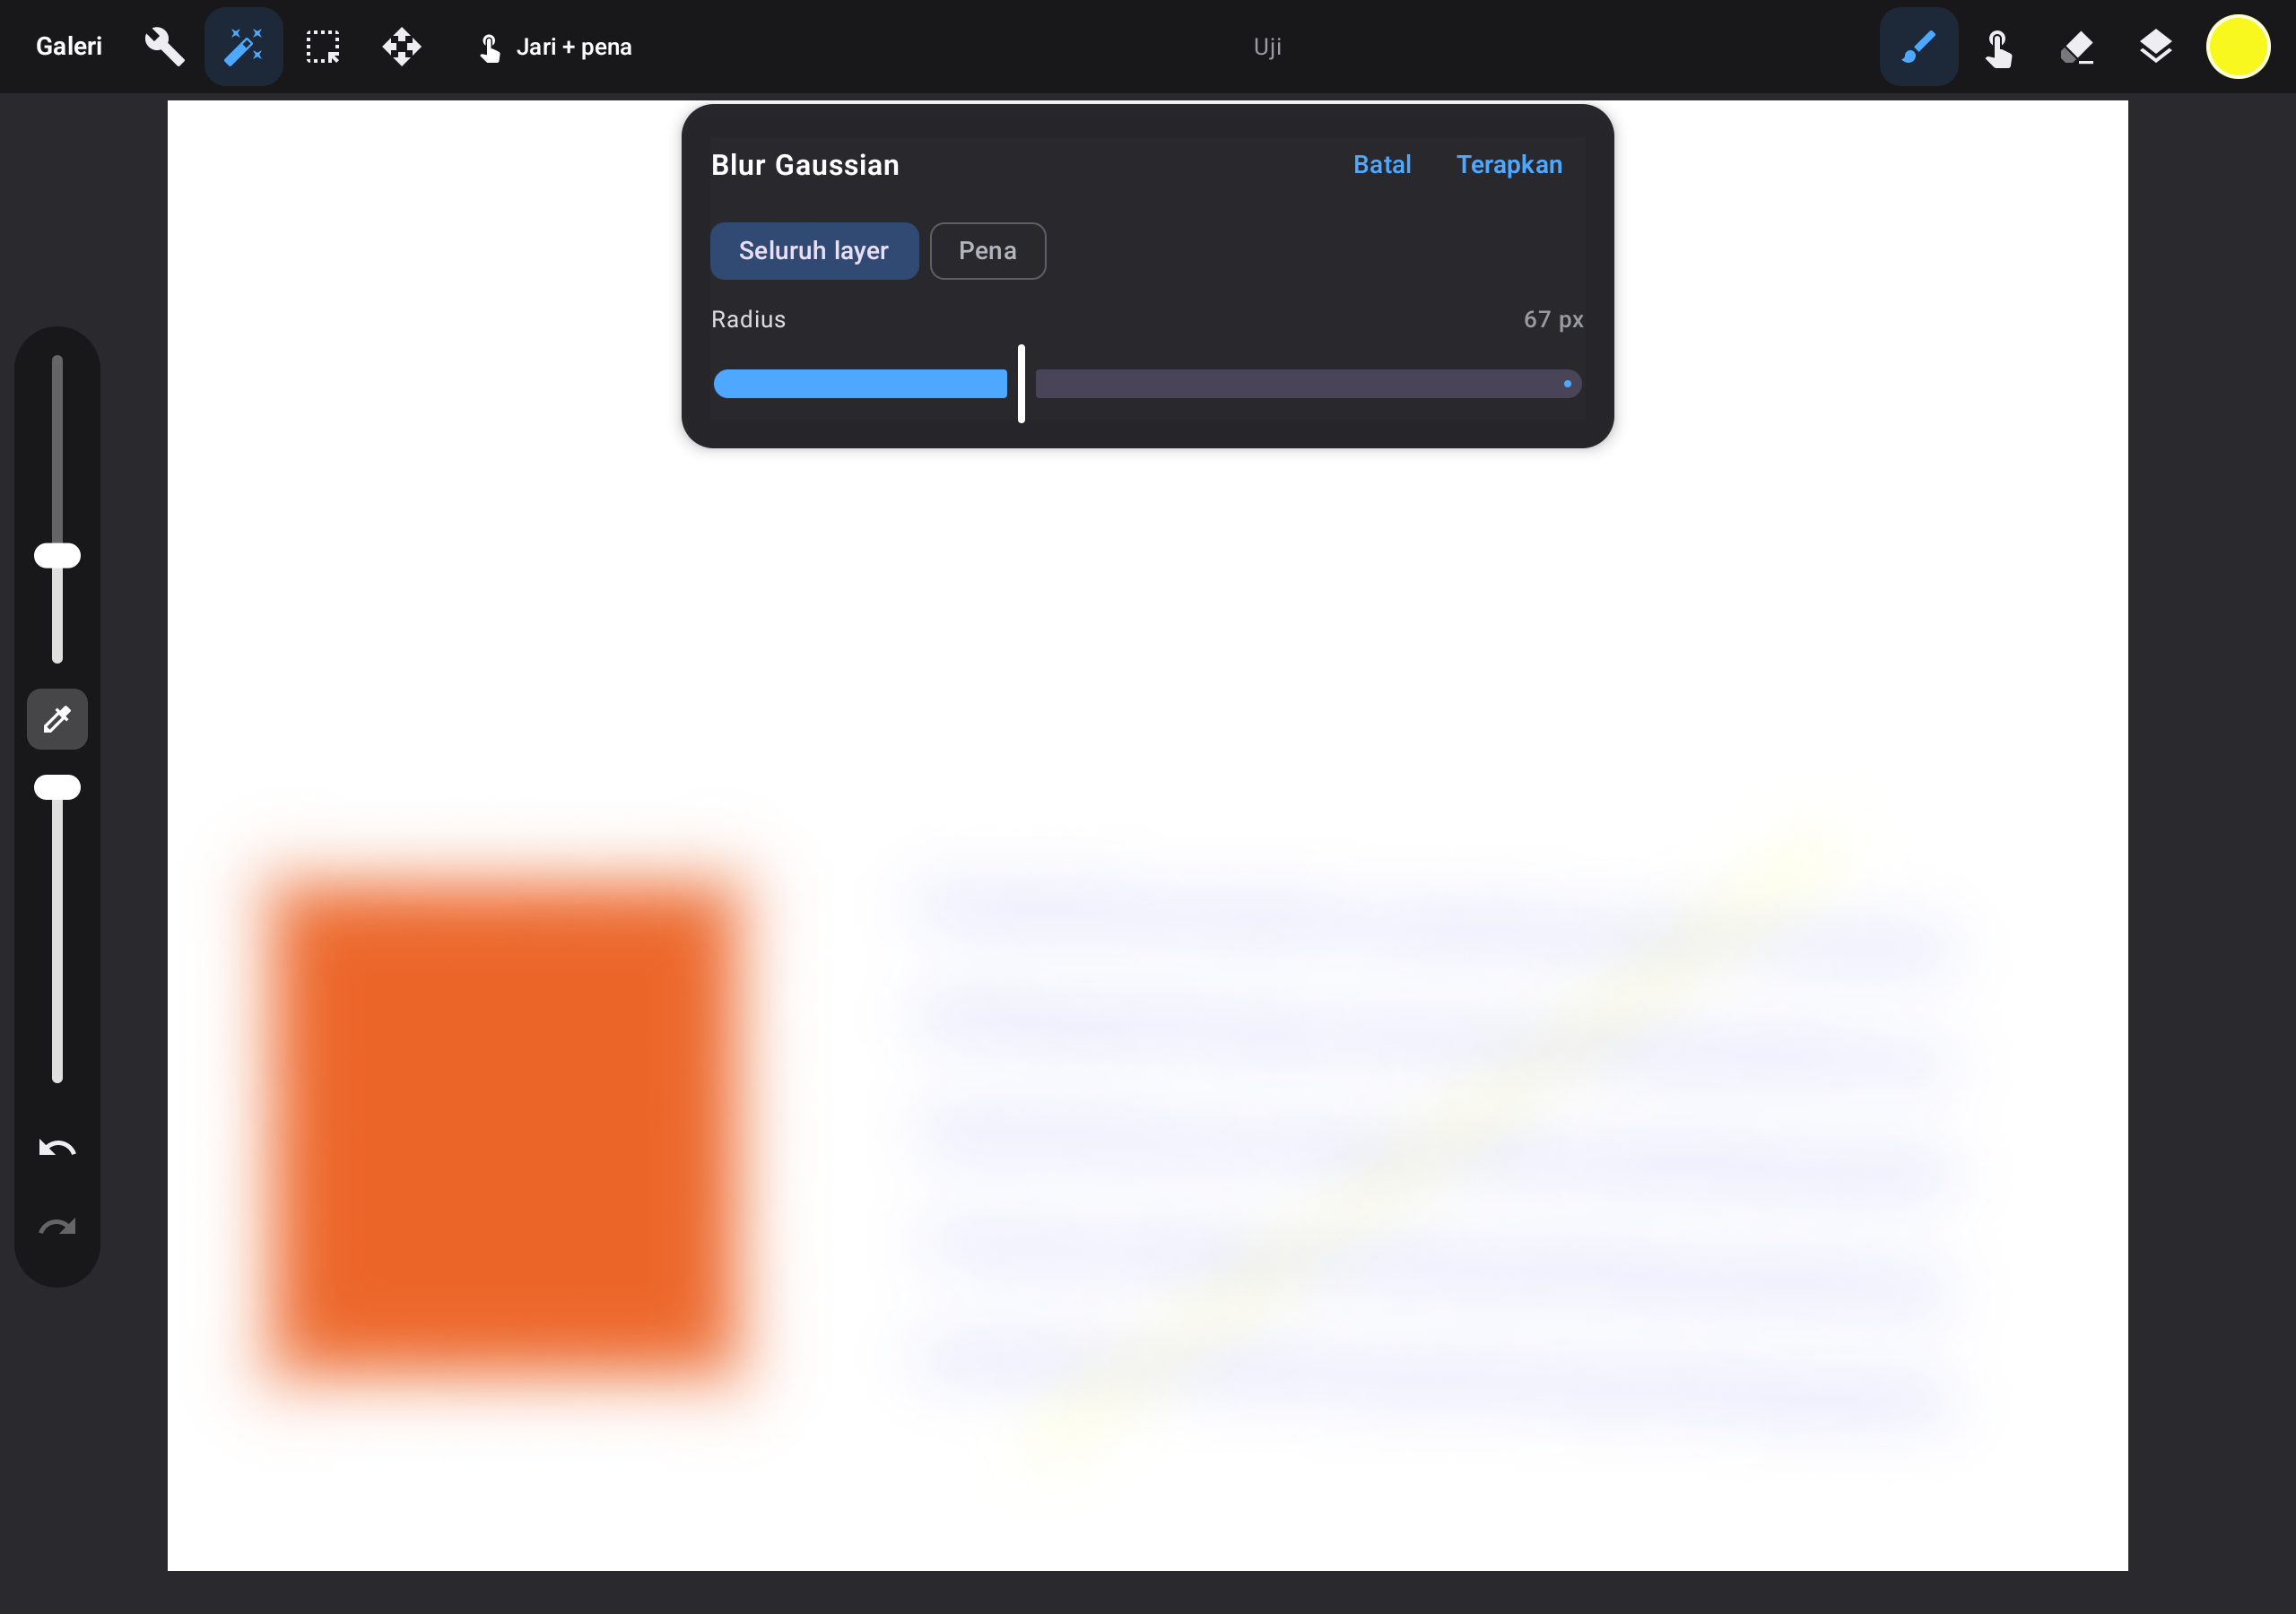 Galeri
Jari + pena
Uji
Blur Gaussian
Batal
Terapkan
Seluruh layer
Pena
Radius
67 px